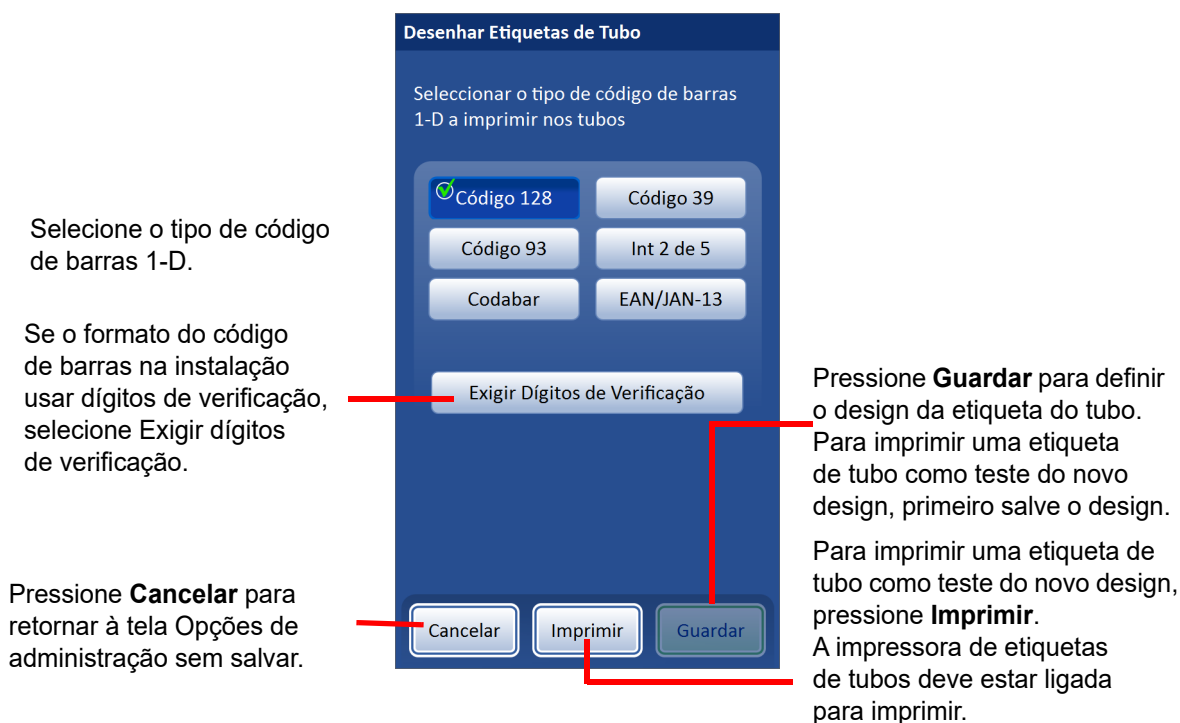 Desenhar Etiquetas de Tubo
Seleccionar o tipo de código de barras
1-D a imprimir nos tubos
Código 128
Código 39
Código 93
Int 2 de 5
Codabar
EAN/JAN-13
Exigir Dígitos de Verificação
Cancelar
Imprimir
Guardar
Selecione o tipo de código
de barras 1-D.
Se o formato do código
de barras na instalação
usar dígitos de verificação,
selecione Exigir dígitos
de verificação.
Pressione Cancelar para
retornar à tela Opções de
administração sem salvar.
Pressione Guardar para definir
o design da etiqueta do tubo.
Para imprimir uma etiqueta
de tubo como teste do novo
design, primeiro salve o design.
Para imprimir uma etiqueta de
tubo como teste do novo design,
pressione Imprimir.
A impressora de etiquetas
de tubos deve estar ligada
para imprimir.